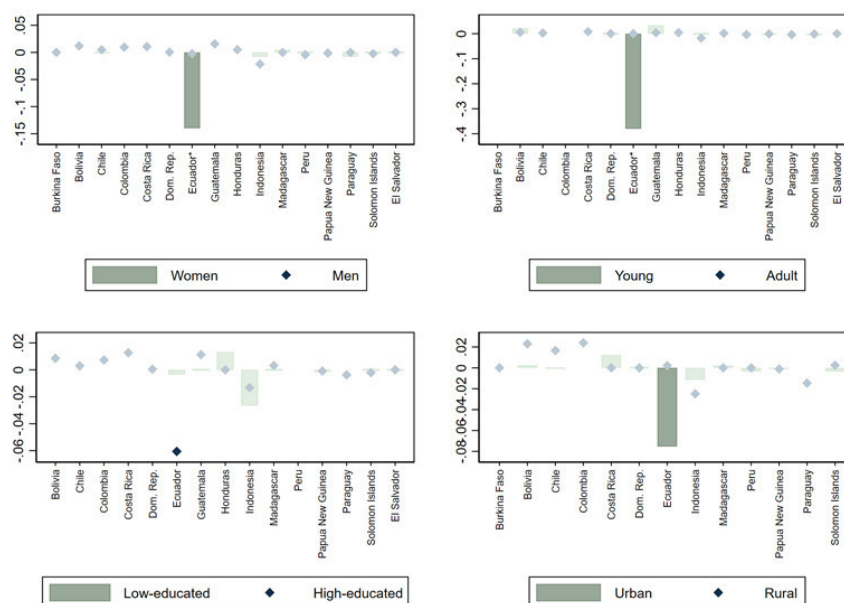 .05
0
-.05
-.1
-.15
Burkina Faso
Bolivia
Chile
Colombia
Costa Rica
Dom. Rep.
Ecuador*
Guatemala
Honduras
Indonesia
Madagascar
Peru
Papua New Guinea
Paraguay
Solomon Islands
El Salvador
Women Men
0
-.1
-.2
-.3
-.4
Burkina Faso
Bolivia
Chile
Colombia
Costa Rica
Dom. Rep.
Ecuador*
Guatemala
Honduras
Indonesia
Madagascar
Peru
Papua New Guinea
Paraguay
Solomon Islands
El Salvador
Young Adult
.02
0
-.02
-.04
-.06
Bolivia
Chile
Colombia
Costa Rica
Dom. Rep.
Ecuador
Guatemala
Honduras
Indonesia
Madagascar
Peru
Papua New Guinea
Paraguay
Solomon Islands
El Salvador
Low-educated High-educated
.02
0
-.02
-.04
-.06
-.08
Burkina Faso
Bolivia
Chile
Colombia
Costa Rica
Dom. Rep.
Ecuador
Honduras
Indonesia
Madagascar
Peru
Papua New Guinea
Paraguay
Solomon Islands
Urban Rural